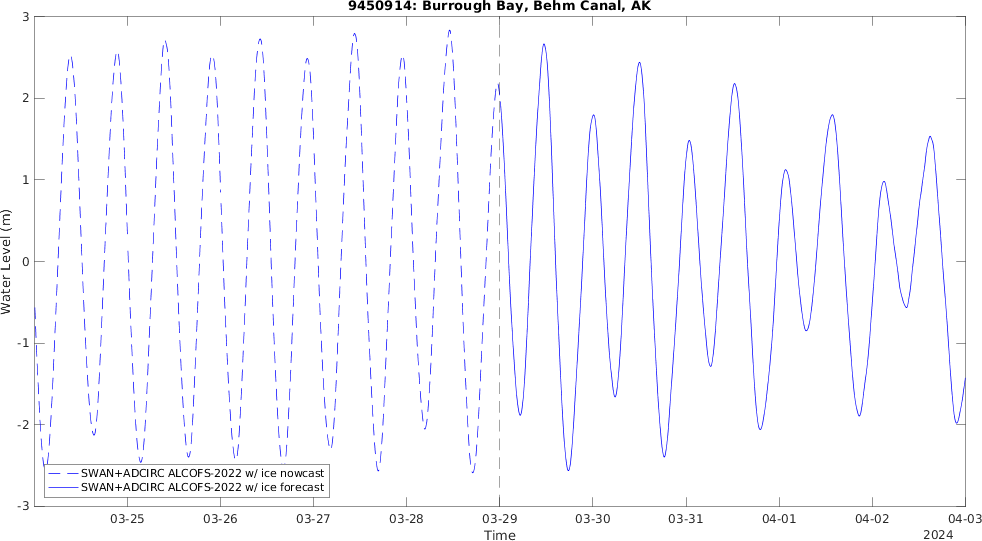 9450914: Burrough Bay, Behm Canal, AK
Water Level (m)
3
2
1
0
-1
-2
-3
SWAN+ADCIRC ALCOFS-2022 w/ ice nowcast
SWAN+ADCIRC ALCOFS-2022 w/ ice forecast
03-25 03-26 03-27 03-28 03-29 03-30 03-31 04-01 04-02 04-03
Time
2024